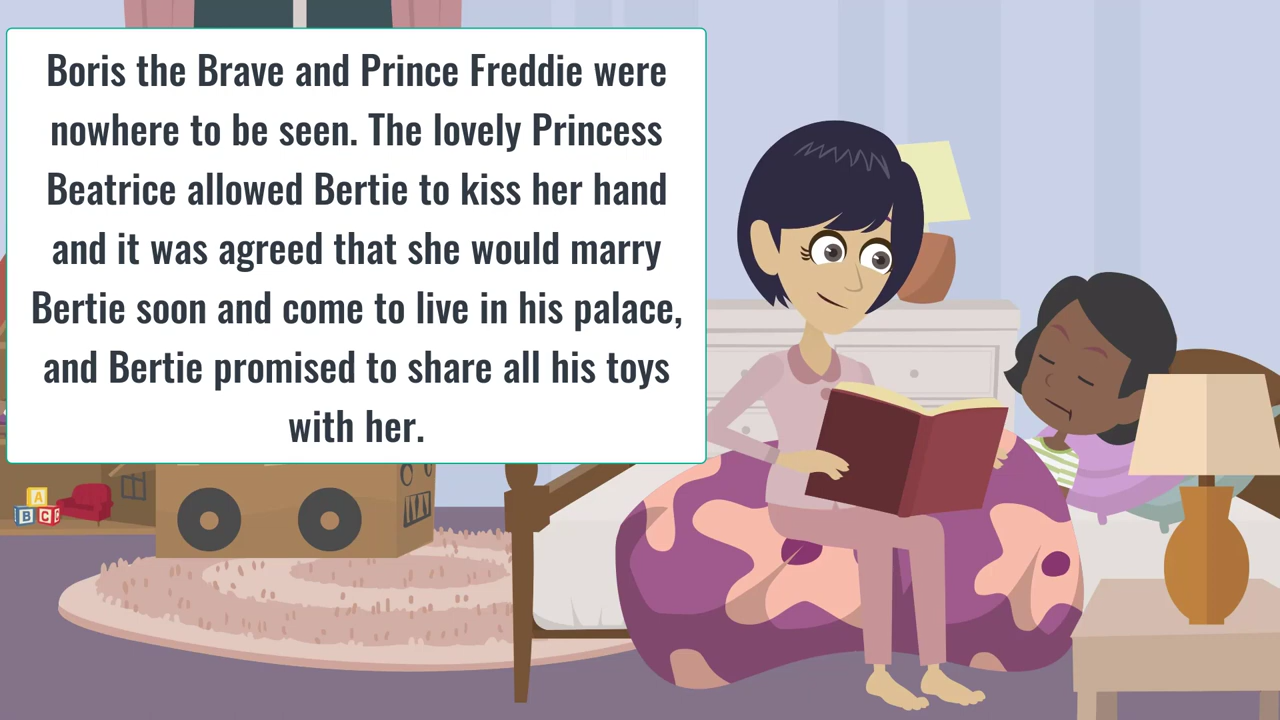 Boris the Brave and Prince Freddie were
nowhere to be seen. The lovely Princess
Beatrice allowed Bertie to kiss her hand
and it was agreed that she would marry
Bertie soon and come to live in his palace,
and Bertie promised to share all his toys
with her.
A
B C C